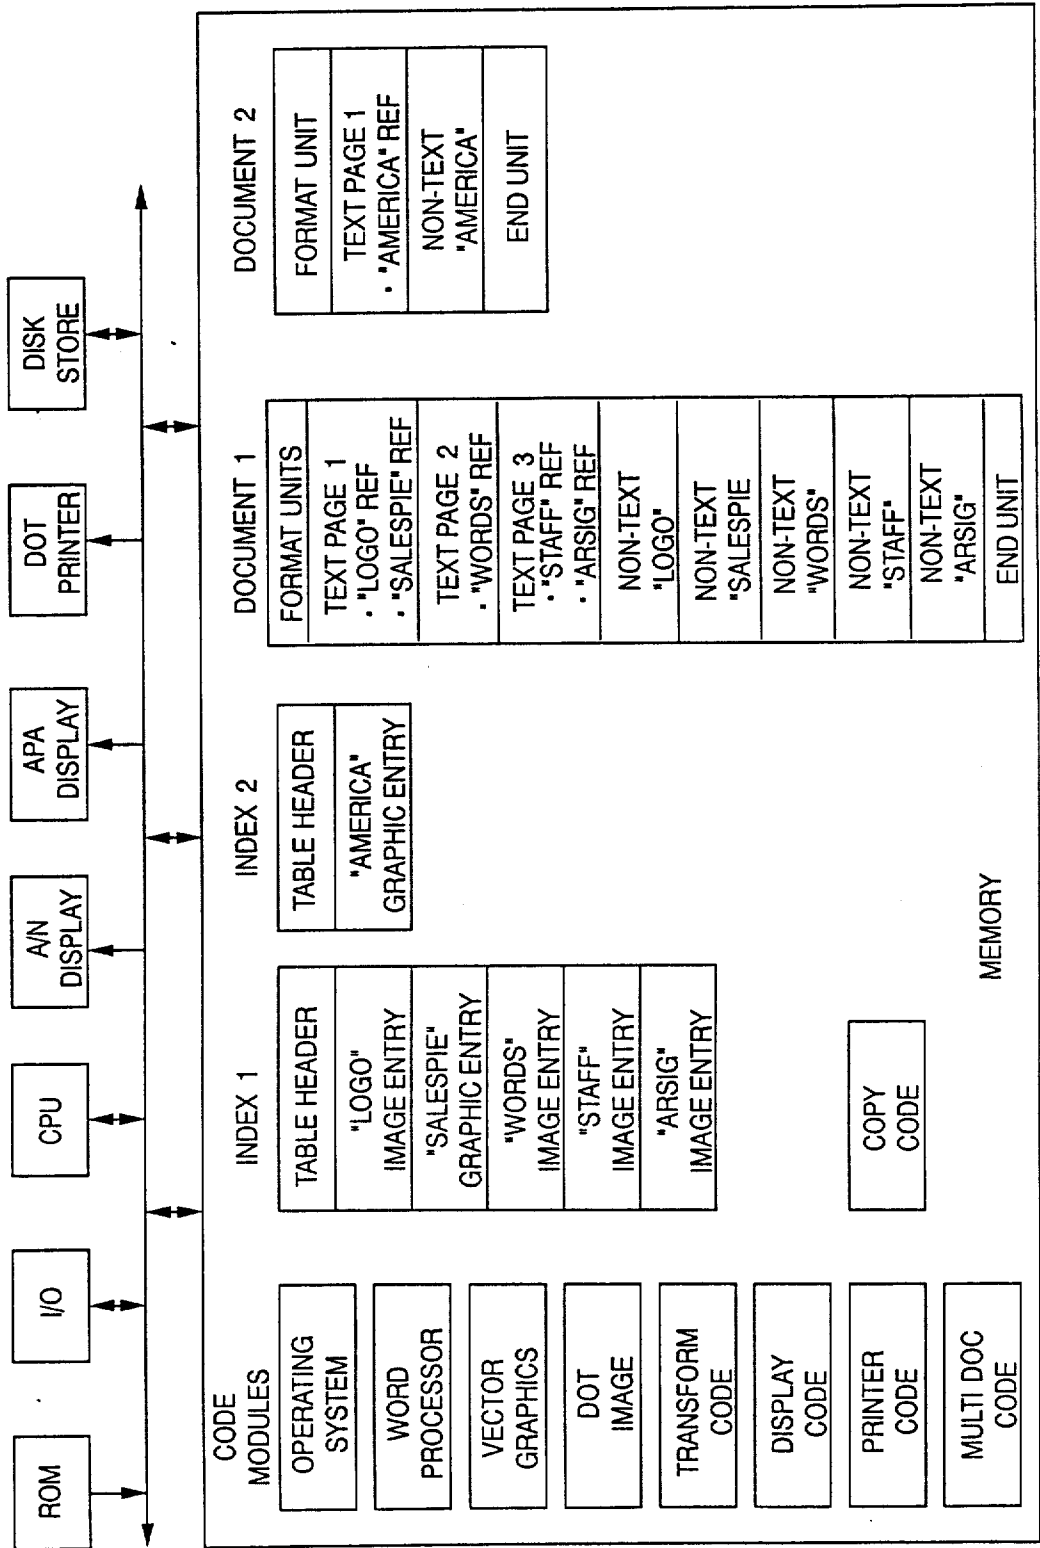 ROM
I/O
CPU
A/N
DISPLAY
APA
DISPLAY
DOT
PRINTER
DISK
STORE
CODE
MODULES
OPERATING
SYSTEM
WORD
PROCESSOR
VECTOR
GRAPHICS
DOT
IMAGE
TRANSFORM
CODE
DISPLAY
CODE
PRINTER
CODE
MULTI DOC
CODE
INDEX 1
TABLE HEADER
"LOGO"
IMAGE ENTRY
"SALESPIE"
GRAPHIC ENTRY
"WORDS"
IMAGE ENTRY
"STAFF"
IMAGE ENTRY
"ARSIG"
IMAGE ENTRY
COPY
CODE
INDEX 2
TABLE HEADER
"AMERICA"
GRAPHIC ENTRY
MEMORY
DOCUMENT 1
FORMAT UNITS
TEXT PAGE 1
. "LOGO" REF
. "SALESPIE" REF
TEXT PAGE 2
. "WORDS" REF
TEXT PAGE 3
. "STAFF" REF
. "ARSIG" REF
NON-TEXT
"LOGO"
NON-TEXT
"SALESPIE
NON-TEXT
"WORDS"
NON-TEXT
"STAFF"
NON-TEXT
"ARSIG"
END UNIT
DOCUMENT 2
FORMAT UNIT
TEXT PAGE 1
. "AMERICA" REF
NON-TEXT
"AMERICA"
END UNIT